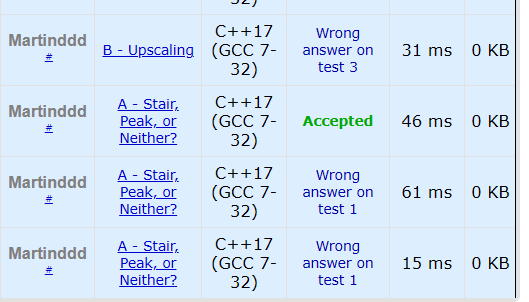 32)
Martinddd
#
B - Upscaling
C++17
(GCC 7-
32)
Wrong
answer on
test 3
31 ms
0 KB
Martinddd
#
A - Stair,
Peak, or
Neither?
C++17
(GCC 7-
32)
Accepted
46 ms
0 KB
Martinddd
#
A - Stair,
Peak, or
Neither?
C++17
(GCC 7-
32)
Wrong
answer on
test 1
61 ms
0 KB
Martinddd
#
A - Stair,
Peak, or
Neither?
C++17
(GCC 7-
32)
Wrong
answer on
test 1
15 ms
0 KB